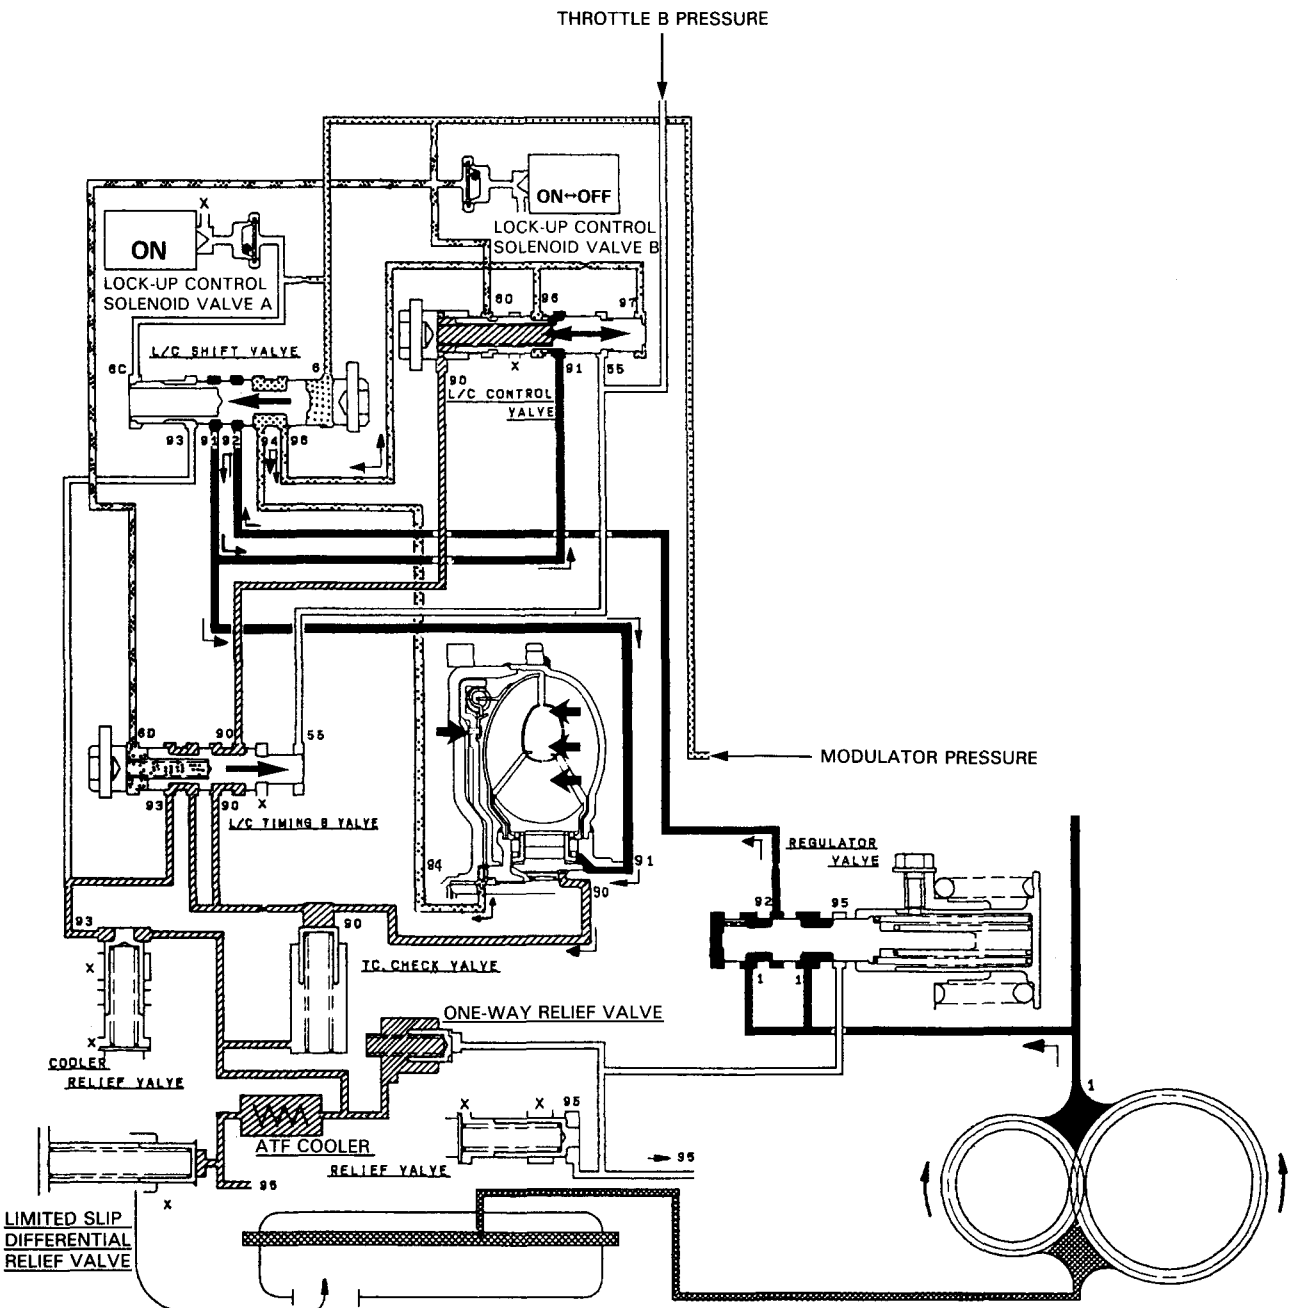 THROTTLE B PRESSURE
ON↔OFF
X
ON
LOCK-UP CONTROL
SOLENOID VALVE B
LOCK-UP CONTROL
SOLENOID VALVE A
6D 96 97
L/C SHIFT VALVE
6C 6
X 91 55
90
L/C CONTROL
VALVE
93 91 92 94 96
6D 90 55
MODULATOR PRESSURE
93 90 X
L/C TIMING B VALVE
REGULATOR
VALVE
94 91
90
92 95
93 90
X
TC. CHECK VALVE
1 1
ONE-WAY RELIEF VALVE
X
COOLER
RELIEF VALVE
1
X X 95
ATF COOLER
RELIEF VALVE
95
95
X
LIMITED SLIP
DIFFERENTIAL
RELIEF VALVE